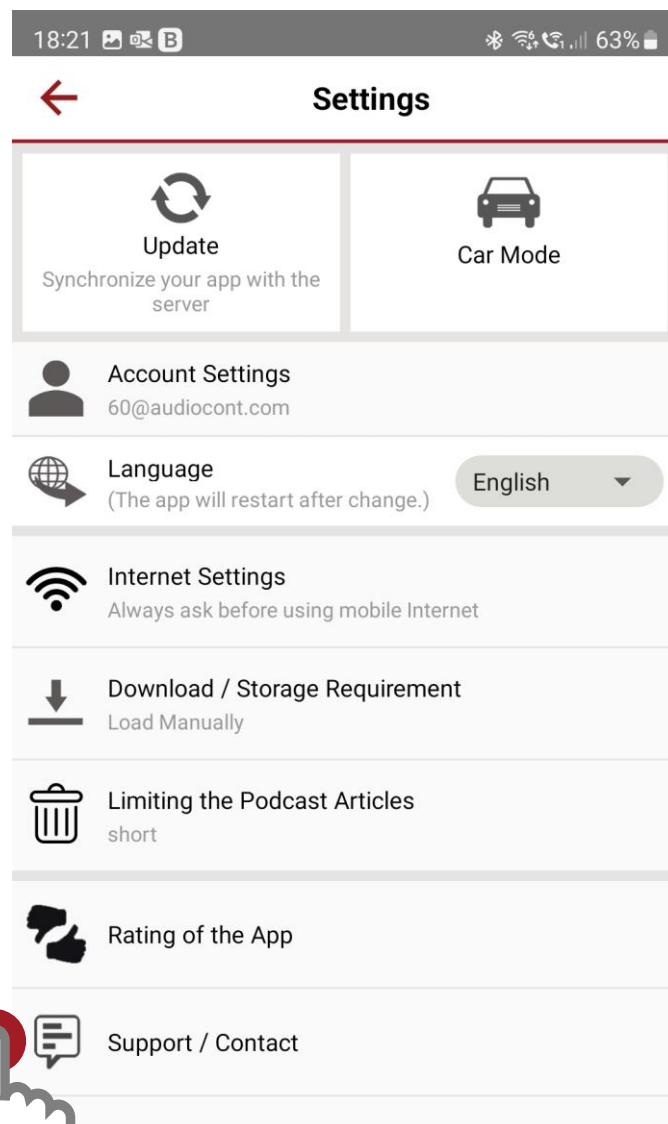 18:21 B 63%
Settings
Update
Synchronize your app with the
server
Car Mode
Account Settings
60@audiocont.com
Language
(The app will restart after change.)
English
Internet Settings
Always ask before using mobile Internet
Download / Storage Requirement
Load Manually
Limiting the Podcast Articles
short
Rating of the App
Support / Contact